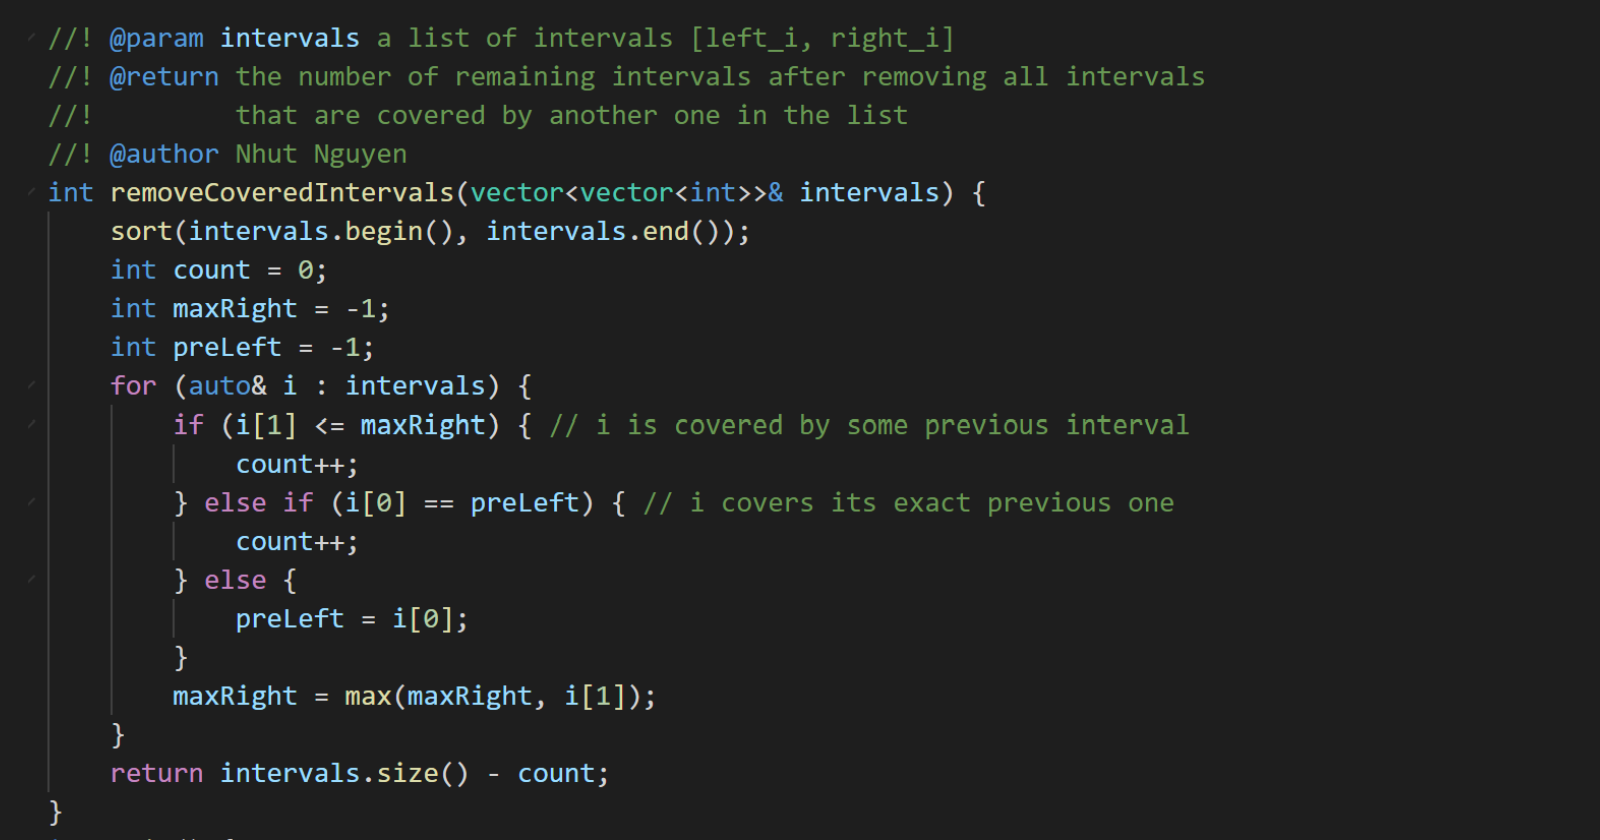 //! @param intervals a list of intervals [left_i, right_i]
//! @return the number of remaining intervals after removing all intervals
//!         that are covered by another one in the list
//! @author Nhut Nguyen
int removeCoveredIntervals(vector<vector<int>>& intervals) {
    sort(intervals.begin(), intervals.end());
    int count = 0;
    int maxRight = -1;
    int preLeft = -1;
    for (auto& i : intervals) {
        if (i[1] <= maxRight) { // i is covered by some previous interval
            count++;
        } else if (i[0] == preLeft) { // i covers its exact previous one
            count++;
        } else {
            preLeft = i[0];
        }
        maxRight = max(maxRight, i[1]);
    }
    return intervals.size() - count;
}